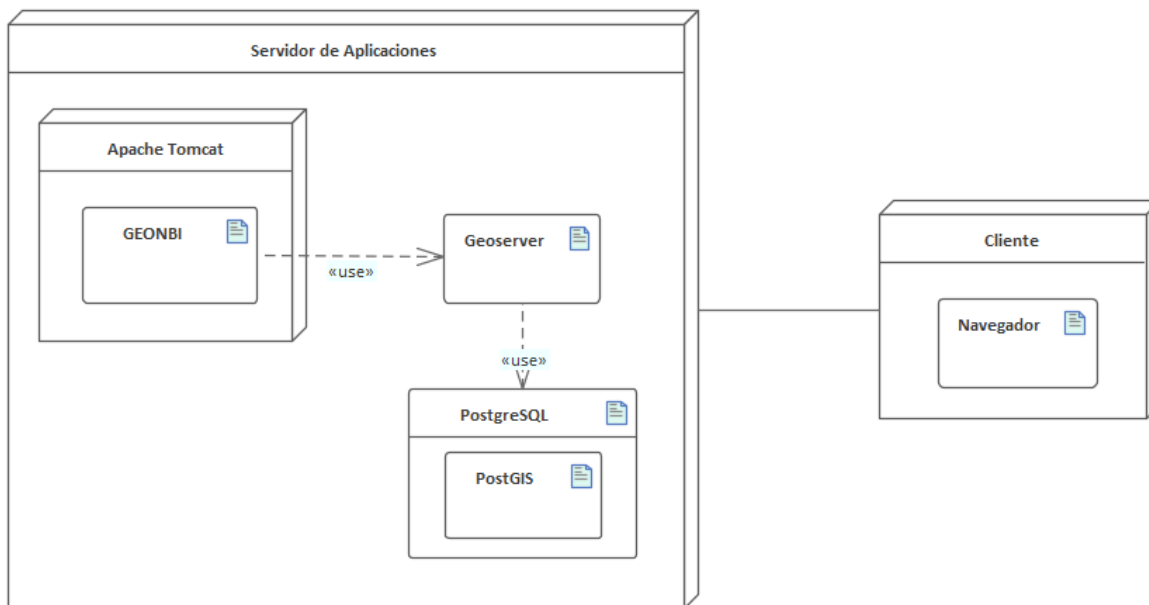 Servidor de Aplicaciones
Apache Tomcat
GEONBI
«use»
Geoserver
«use»
PostgreSQL
PostGIS
Cliente
Navegador